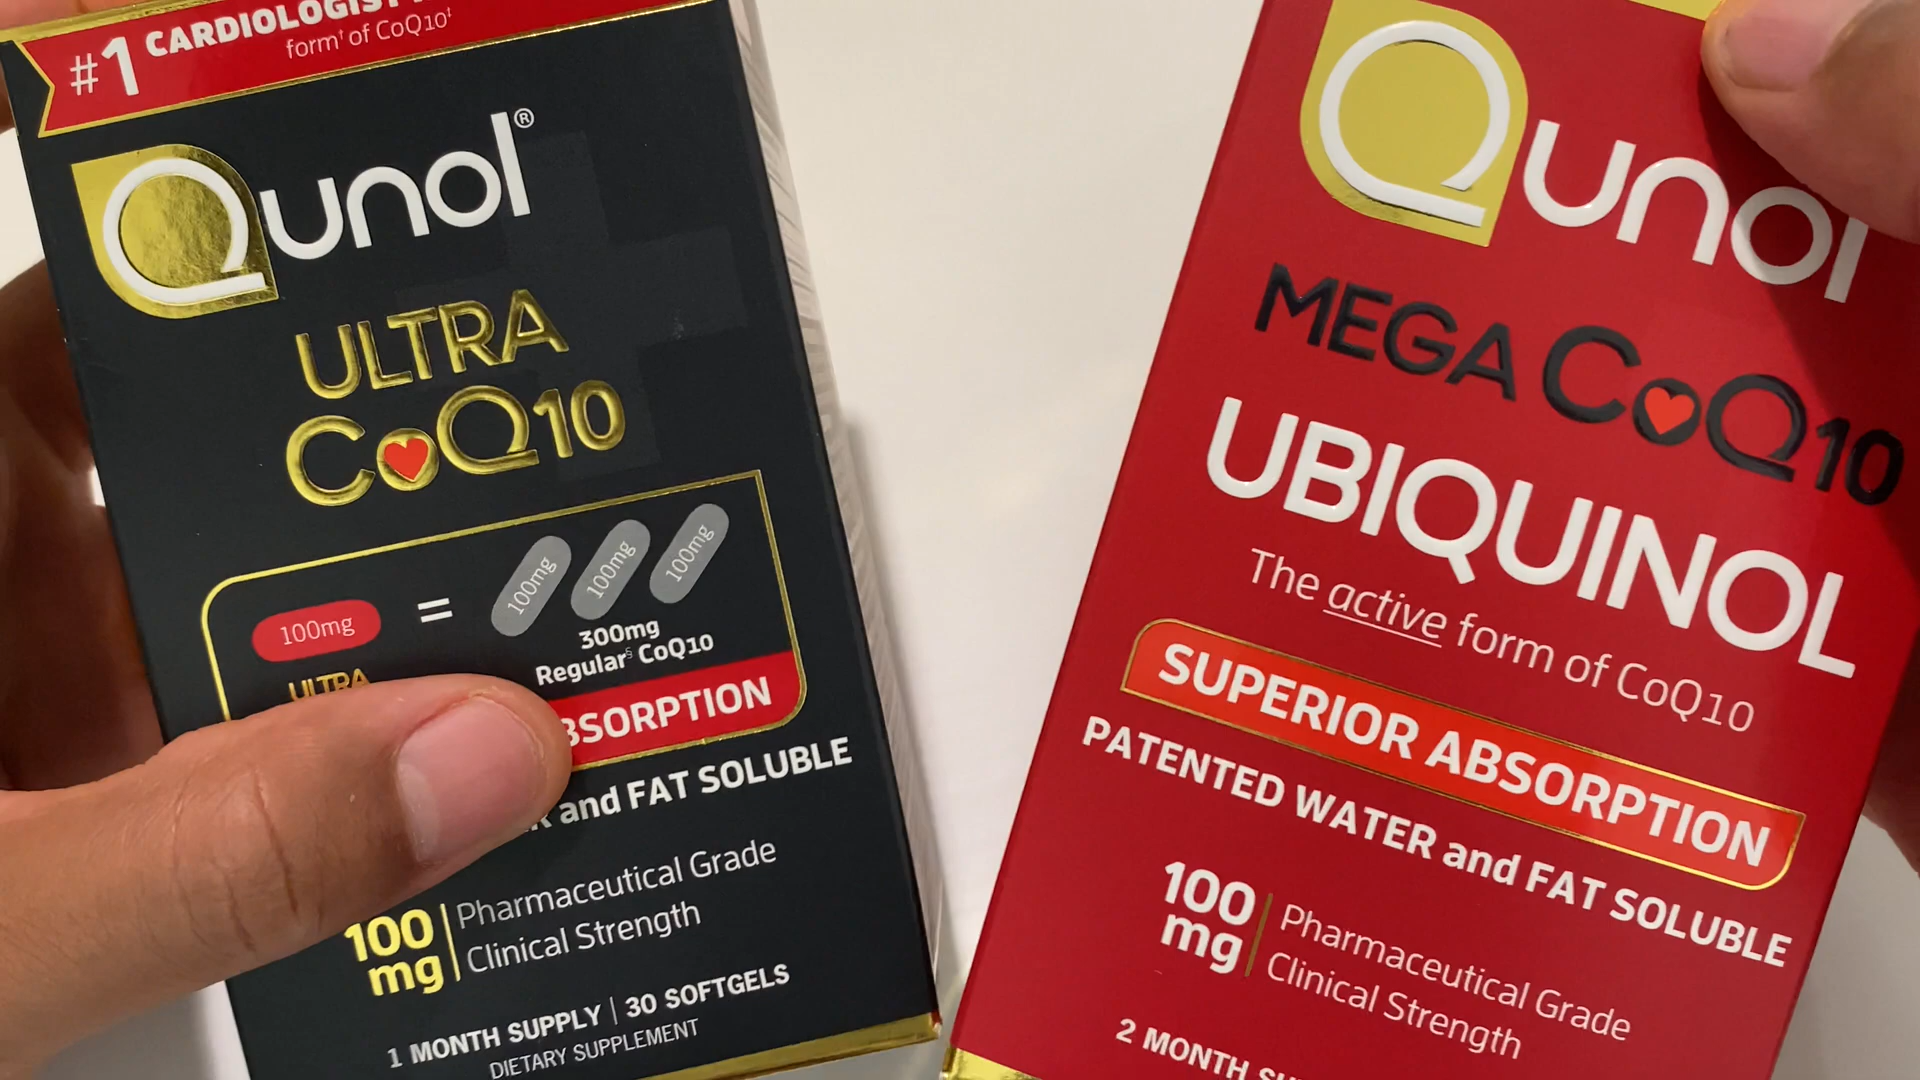 #1 CARDIOLOGIST
form† of CoQ10‡
Qunol®
ULTRA
CoQ10
100mg = 100mg 100mg 100mg
300mg
Regular§ CoQ10
ULTRA
and FAT SOLUBLE
100 mg
Pharmaceutical Grade
Clinical Strength
1 MONTH SUPPLY | 30 SOFTGELS
DIETARY SUPPLEMENT
Qunol
MEGA CoQ10
UBIQUINOL
The active form of CoQ10
SUPERIOR ABSORPTION
PATENTED WATER and FAT SOLUBLE
100 mg
Pharmaceutical Grade
Clinical Strength
2 MONTH